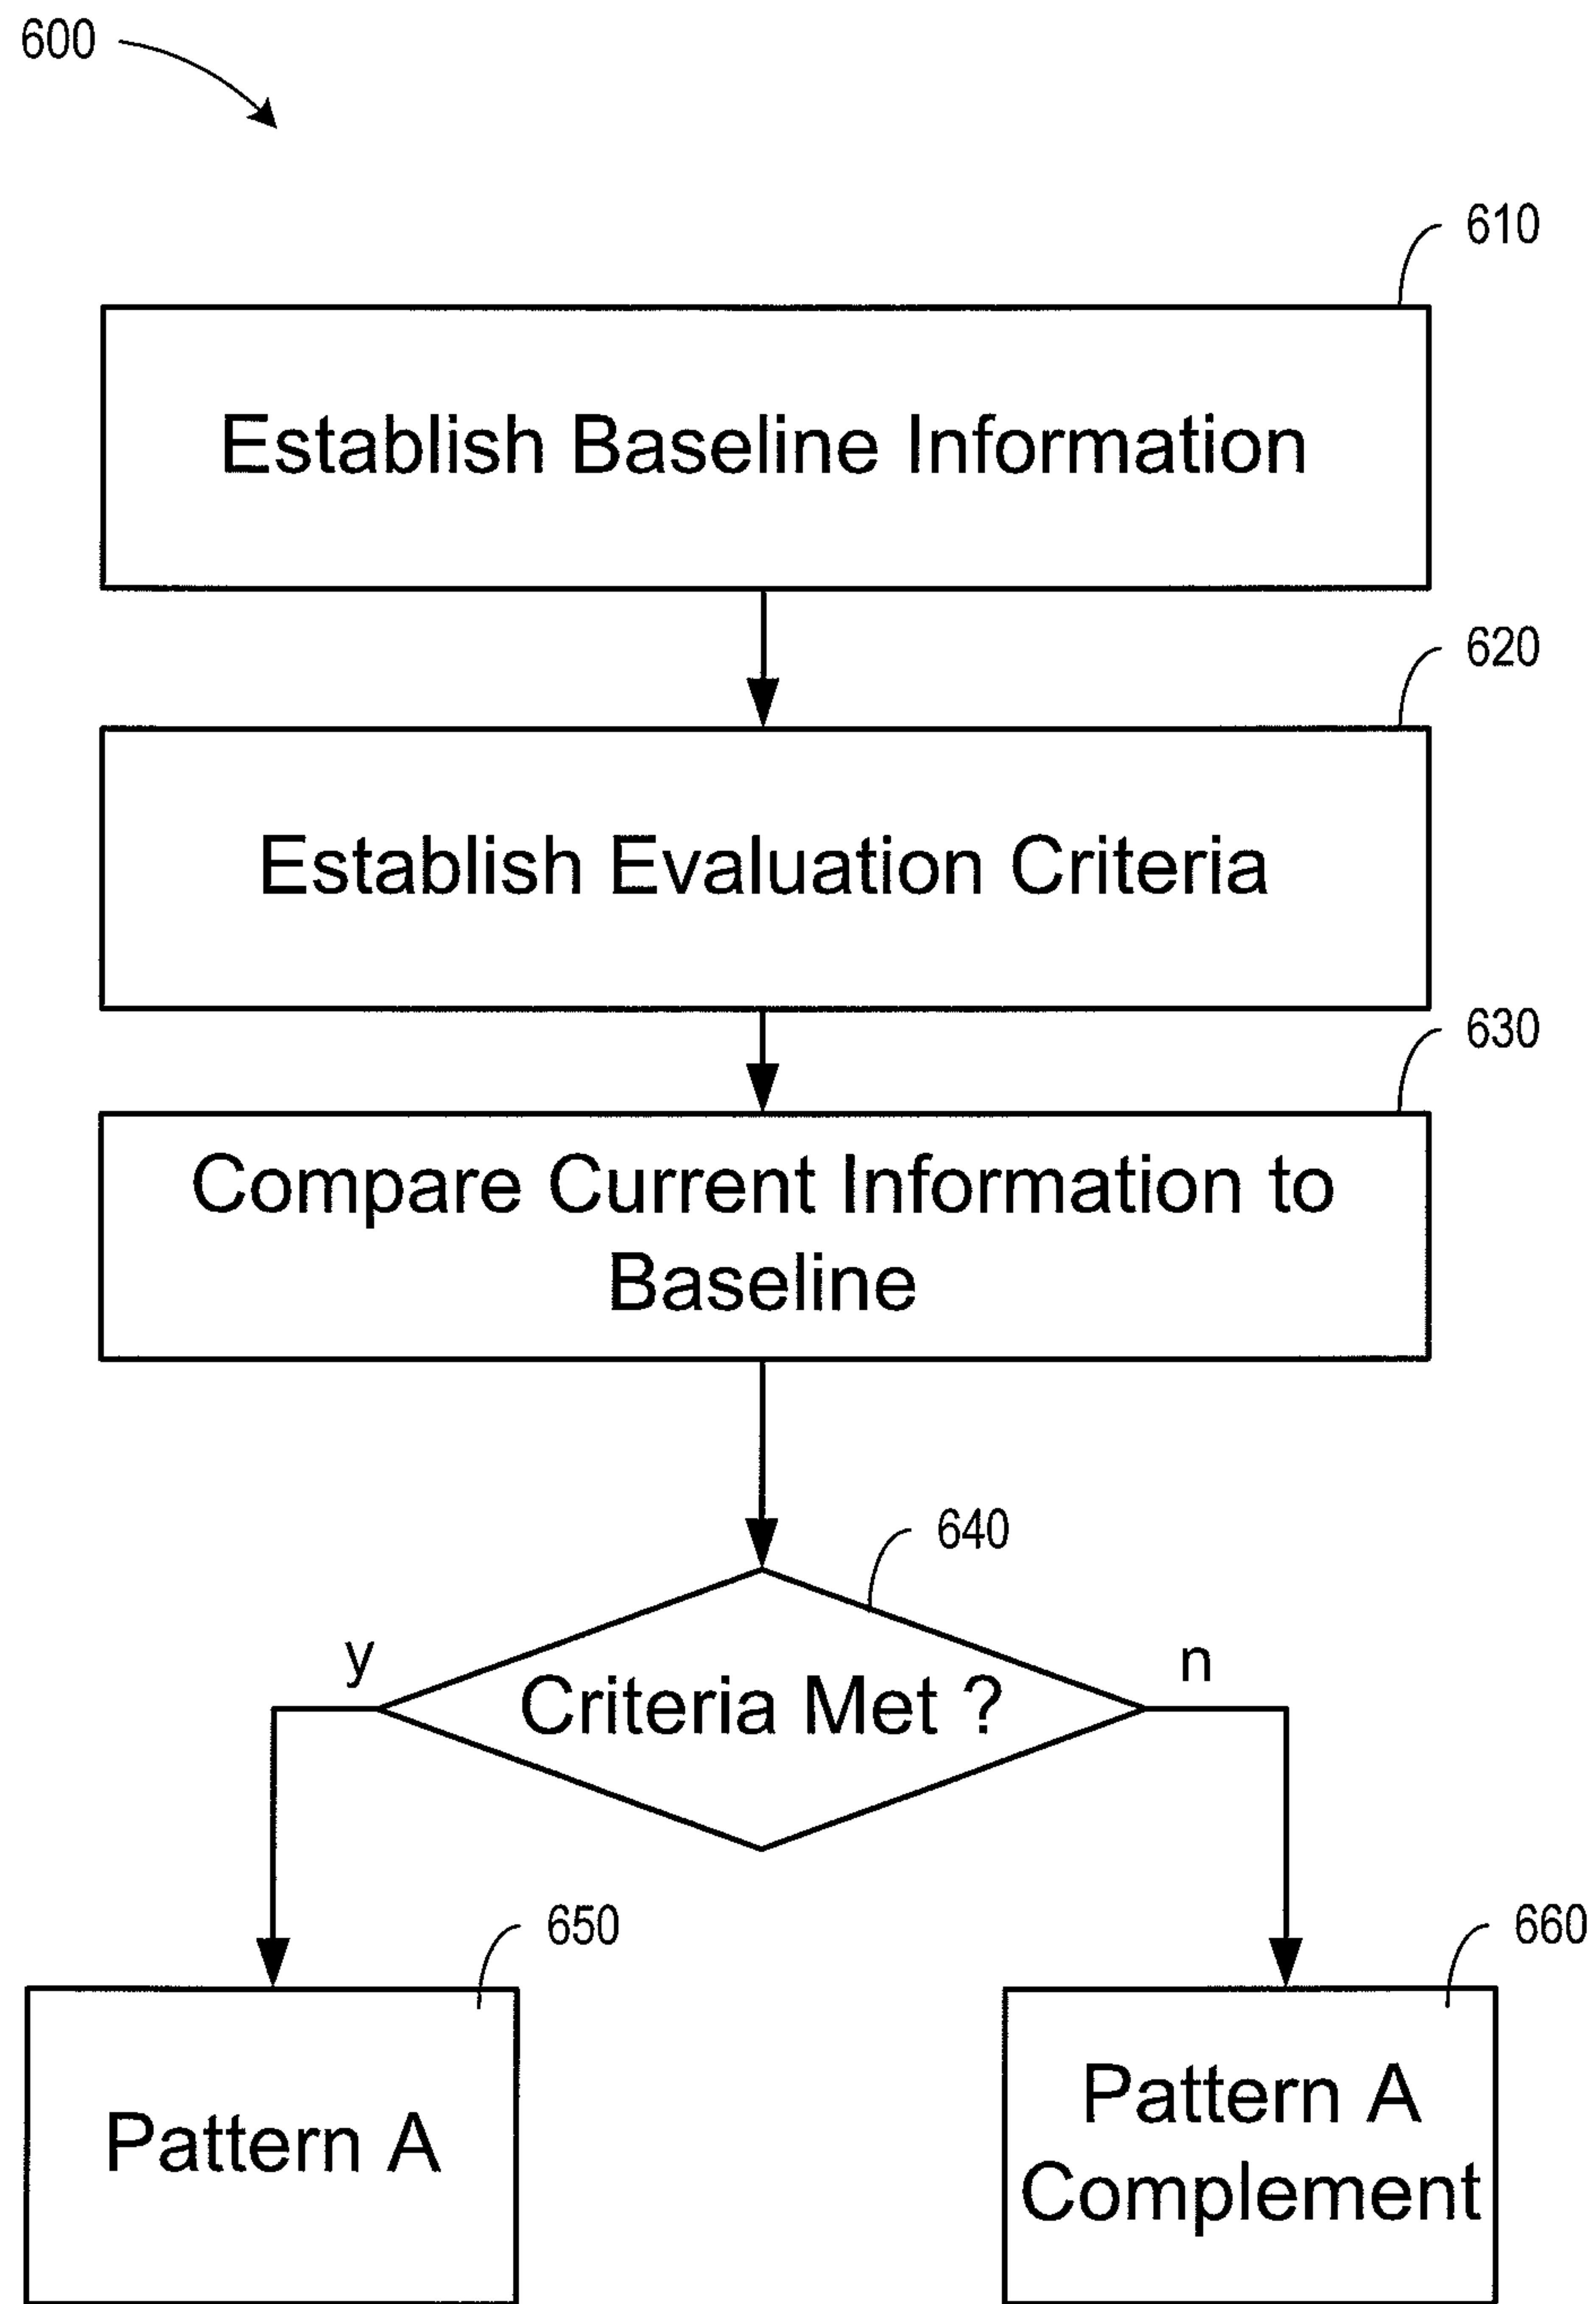 600
610
Establish Baseline Information
620
Establish Evaluation Criteria
630
Compare Current Information to
Baseline
640
y
n
Criteria Met ?
650
660
Pattern A
Pattern A
Complement